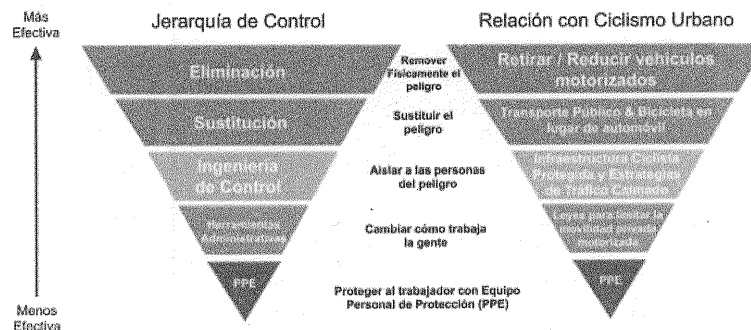 Más
Efectiva
Jerarquía de Control
Relación con Ciclismo Urbano
Eliminación
Remover
Físicamente el
peligro
Retirar / Reducir vehículos
motorizados
Sustitución
Sustituir el
peligro
Transporte Público & Bicicleta en
lugar de automóvil
Ingeniería
de Control
Aislar a las personas
del peligro
Infraestructura Ciclista
Protegida y Estrategias
de Tráfico Calmado
Herramientas
Administrativas
Cambiar cómo trabaja
la gente
Leyes para limitar la
movilidad privada
motorizada
PPE
Proteger al trabajador con Equipo
Personal de Protección (PPE)
PPE
Menos
Efectiva